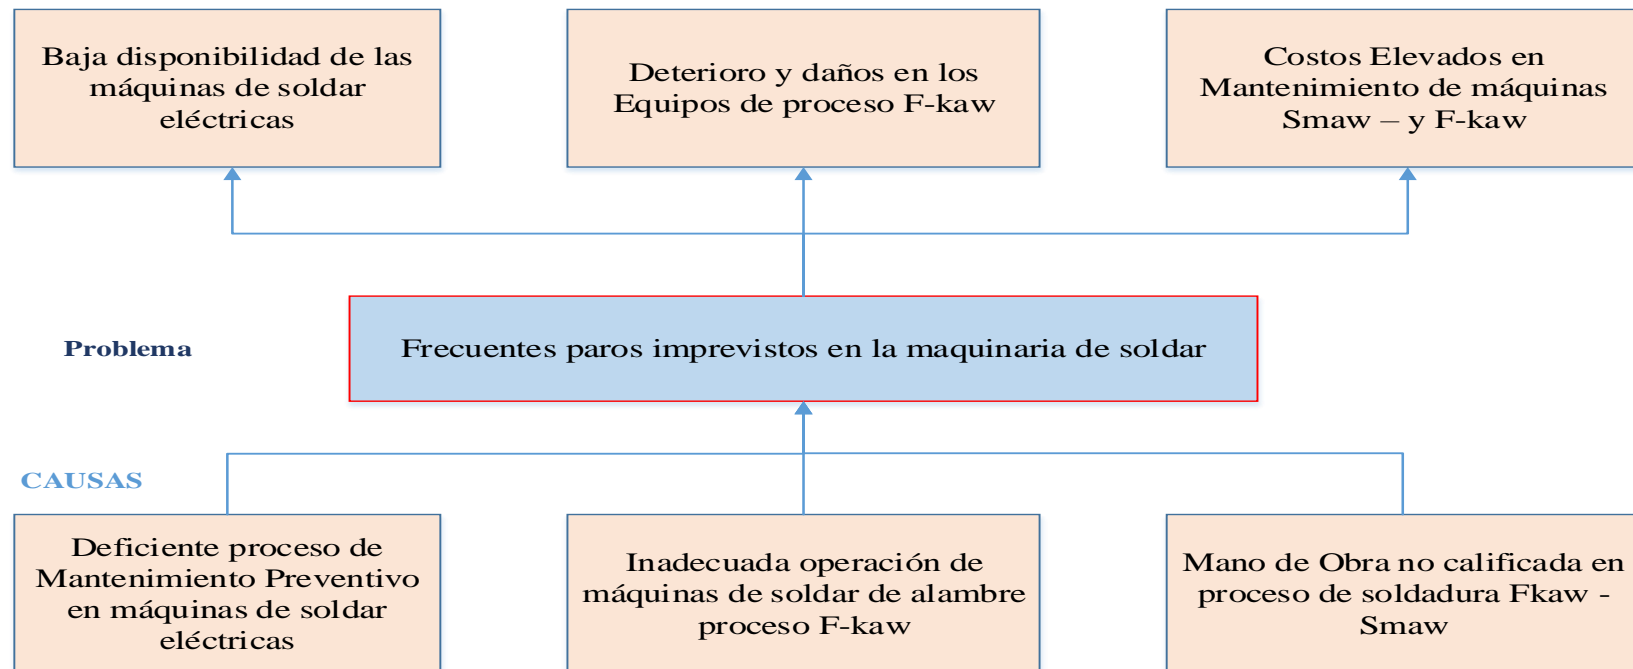 Baja disponibilidad de las
máquinas de soldar
eléctricas
Deterioro y daños en los
Equipos de proceso F-kaw
Costos Elevados en
Mantenimiento de máquinas
Smaw – y F-kaw
Problema
Frecuentes paros imprevistos en la maquinaria de soldar
CAUSAS
Deficiente proceso de
Mantenimiento Preventivo
en máquinas de soldar
eléctricas
Inadecuada operación de
máquinas de soldar de alambre
proceso F-kaw
Mano de Obra no calificada en
proceso de soldadura Fkaw -
Smaw